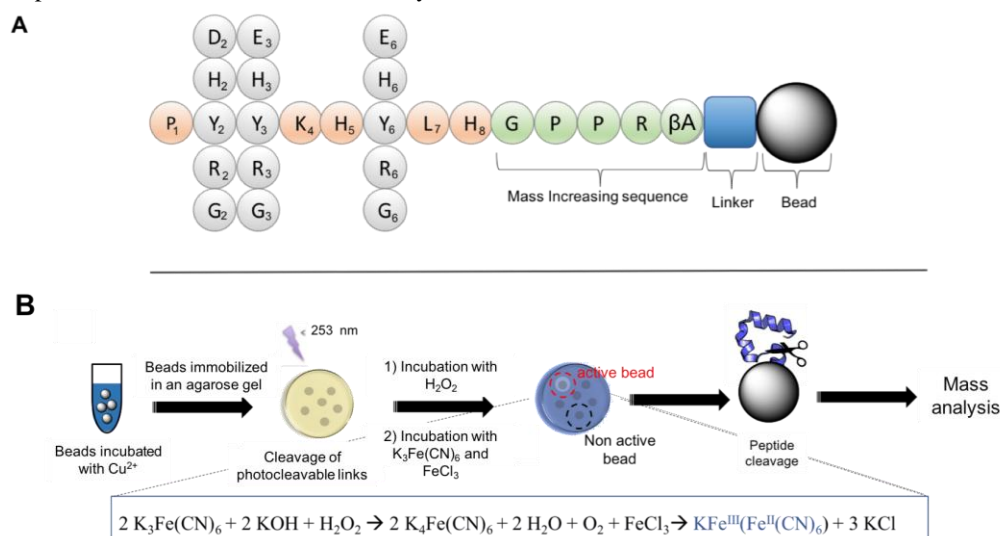 A
D2 E3 E6
H2 H3 H6
P1 Y2 Y3 K4 H5 Y6 L7 H8 G P P R βA
R2 R3 R6
G2 G3 G6
Mass Increasing sequence Linker Bead
B
< 253 nm
Beads immobilized
in an agarose gel
1) Incubation with
H2O2
active bead
Mass
analysis
Beads incubated
with Cu2+
Cleavage of
photocleavable links
2) Incubation with
K3Fe(CN)6 and
FeCl3
Non active
bead
Peptide
cleavage
2 K3Fe(CN)6 + 2 KOH + H2O2 → 2 K4Fe(CN)6 + 2 H2O + O2 + FeCl3 → KFeIII(FeII(CN)6) + 3 KCl